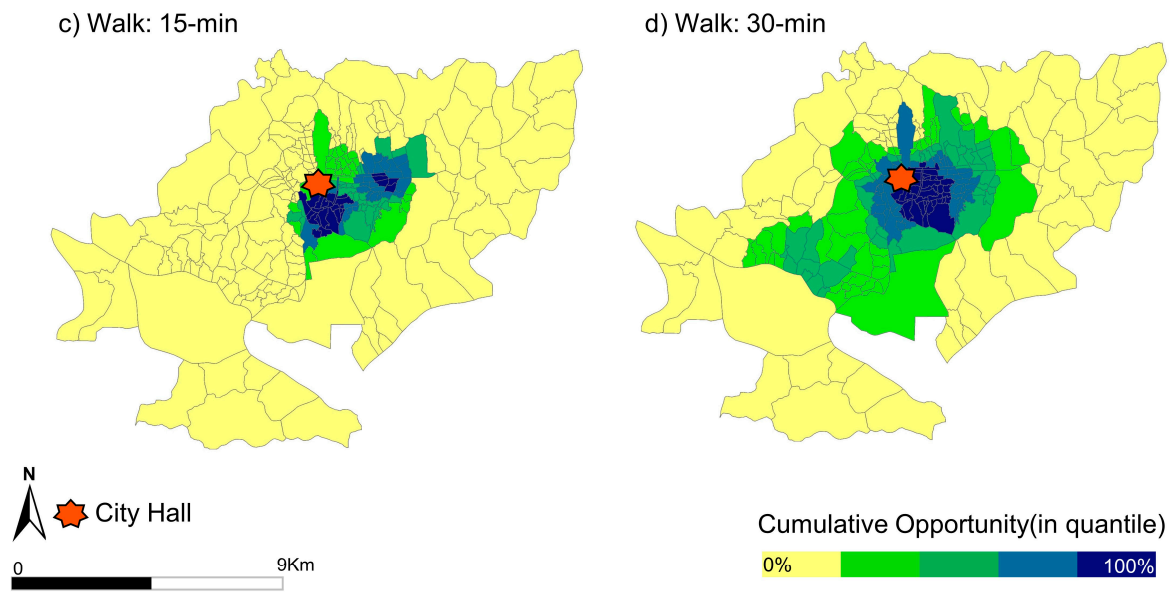 c) Walk: 15-min
d) Walk: 30-min
N
City Hall
0 9Km
Cumulative Opportunity(in quantile)
0% 100%